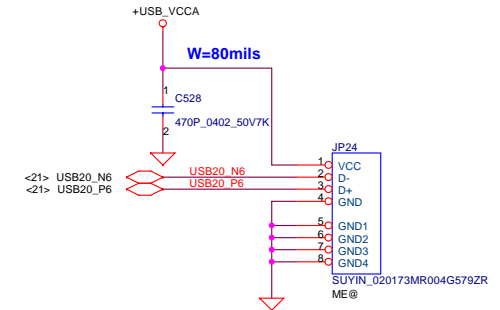 +USB_VCCA
W=80mils
1
C528
470P_0402_50V7K
2
JP24
1 VCC
<21> USB20_N6 USB20_N6 2 D-
<21> USB20_P6 USB20_P6 3 D+
4 GND
5 GND1
6 GND2
7 GND3
8 GND4
SUYIN_020173MR004G579ZR
ME@